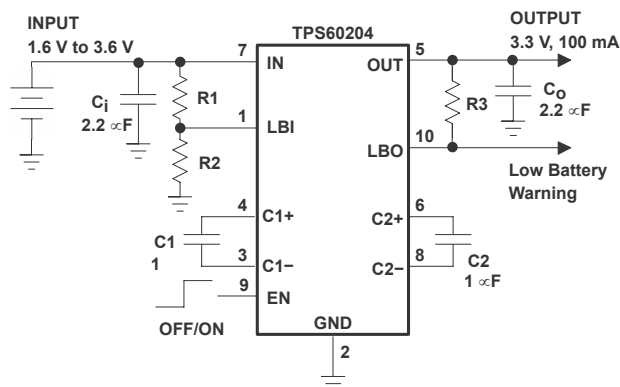 INPUT
1.6 V to 3.6 V
OUTPUT
3.3 V, 100 mA
TPS60204
7
IN
OUT
5
Ci
2.2 ∝F
R1
R2
1
LBI
R3
Co
2.2 ∝F
LBO
10
Low Battery
Warning
C1
1
4
C1+
3
C1−
C2+
6
C2−
8
C2
1 ∝F
9
EN
OFF/ON
GND
2